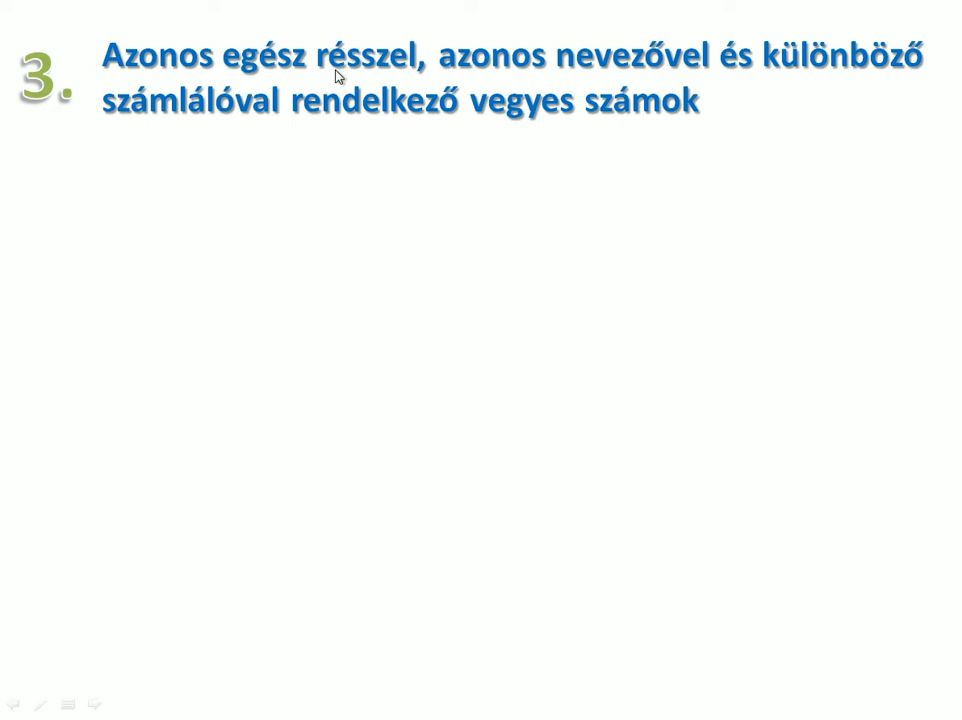 3. Azonos egész résszel, azonos nevezővel és különböző
számlálóval rendelkező vegyes számok